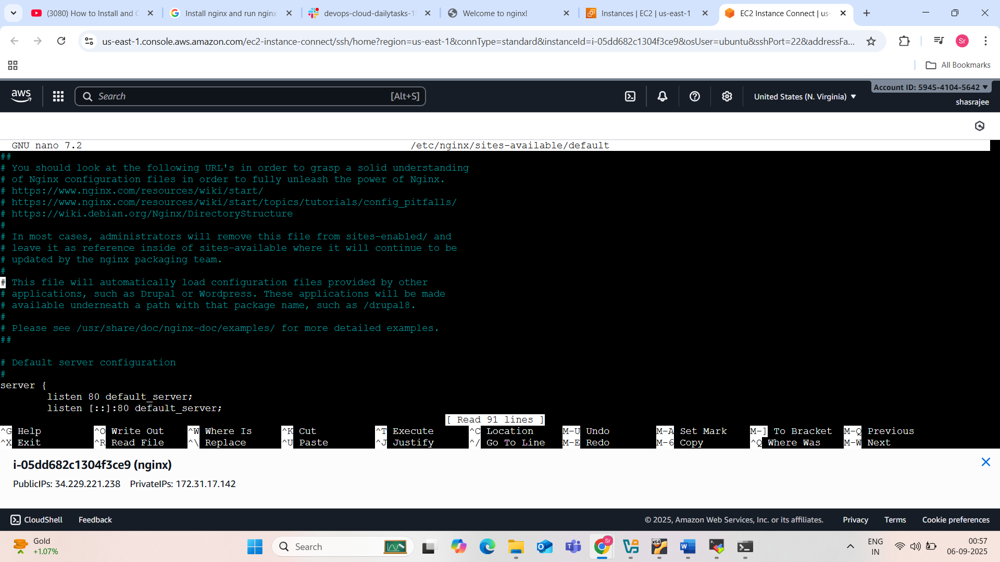 (3080) How to Install and C
Install nginx and run nginx
devops-cloud-dailytasks-1
Welcome to nginx!
Instances | EC2 | us-east-1
EC2 Instance Connect | us-
us-east-1.console.aws.amazon.com/ec2-instance-connect/ssh/home?region=us-east-1&connType=standard&instanceId=i-05dd682c1304f3ce9&osUser=ubuntu&sshPort=22&addressFa...
Sr
All Bookmarks
aws
Search
[Alt+S]
United States (N. Virginia)
Account ID: 5945-4104-5642
shasrajee
GNU nano 7.2 /etc/nginx/sites-available/default
##
# You should look at the following URL's in order to grasp a solid understanding
# of Nginx configuration files in order to fully unleash the power of Nginx.
# https://www.nginx.com/resources/wiki/start/
# https://www.nginx.com/resources/wiki/start/topics/tutorials/config_pitfalls/
# https://wiki.debian.org/Nginx/DirectoryStructure
#
# In most cases, administrators will remove this file from sites-enabled/ and
# leave it as reference inside of sites-available where it will continue to be
# updated by the nginx packaging team.
#
# This file will automatically load configuration files provided by other
# applications, such as Drupal or Wordpress. These applications will be made
# available underneath a path with that package name, such as /drupal8.
#
# Please see /usr/share/doc/nginx-doc/examples/ for more detailed examples.
##
# Default server configuration
#
server {
listen 80 default_server;
listen [::]:80 default_server;
[ Read 91 lines ]
^G Help ^O Write Out ^W Where Is ^K Cut ^T Execute ^C Location M-U Undo M-A Set Mark M-] To Bracket M-Q Previous
^X Exit ^R Read File ^\ Replace ^U Paste ^J Justify ^/ Go To Line M-E Redo M-6 Copy ^Q Where Was M-W Next
i-05dd682c1304f3ce9 (nginx)
PublicIPs: 34.229.221.238 PrivateIPs: 172.31.17.142
CloudShell Feedback © 2025, Amazon Web Services, Inc. or its affiliates. Privacy Terms Cookie preferences
Gold
+1.07%
Search
Sr
X64
ENG
IN
00:57
06-09-2025